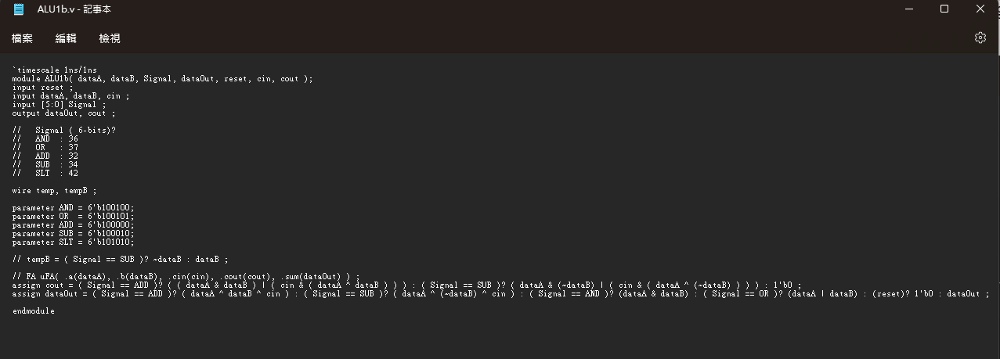 ALU1b.v - 記事本
檔案 編輯 檢視
`timescale 1ns/1ns
module ALU1b( dataA, dataB, Signal, dataOut, reset, cin, cout );
input reset ;
input dataA, dataB, cin ;
input [5:0] Signal ;
output dataOut, cout ;
//   Signal ( 6-bits)?
//   AND  : 36
//   OR   : 37
//   ADD  : 32
//   SUB  : 34
//   SLT  : 42
wire temp, tempB ;
parameter AND = 6'b100100;
parameter OR  = 6'b100101;
parameter ADD = 6'b100000;
parameter SUB = 6'b100010;
parameter SLT = 6'b101010;
// tempB = ( Signal == SUB )? ~dataB : dataB ;
// FA uFA( .a(dataA), .b(dataB), .cin(cin), .cout(cout), .sum(dataOut) ) ;
assign cout = ( Signal == ADD )? ( ( dataA & dataB ) | ( cin & ( dataA ^ dataB ) ) ) : ( Signal == SUB )? ( dataA & (~dataB) | ( cin & ( dataA ^ (~dataB) ) ) ) : 1'b0 ;
assign dataOut = ( Signal == ADD )? ( dataA ^ dataB ^ cin ) : ( Signal == SUB )? ( dataA ^ (~dataB) ^ cin ) : ( Signal == AND )? (dataA & dataB) : ( Signal == OR )? (dataA | dataB) : (reset)? 1'b0 : dataOut ;
endmodule